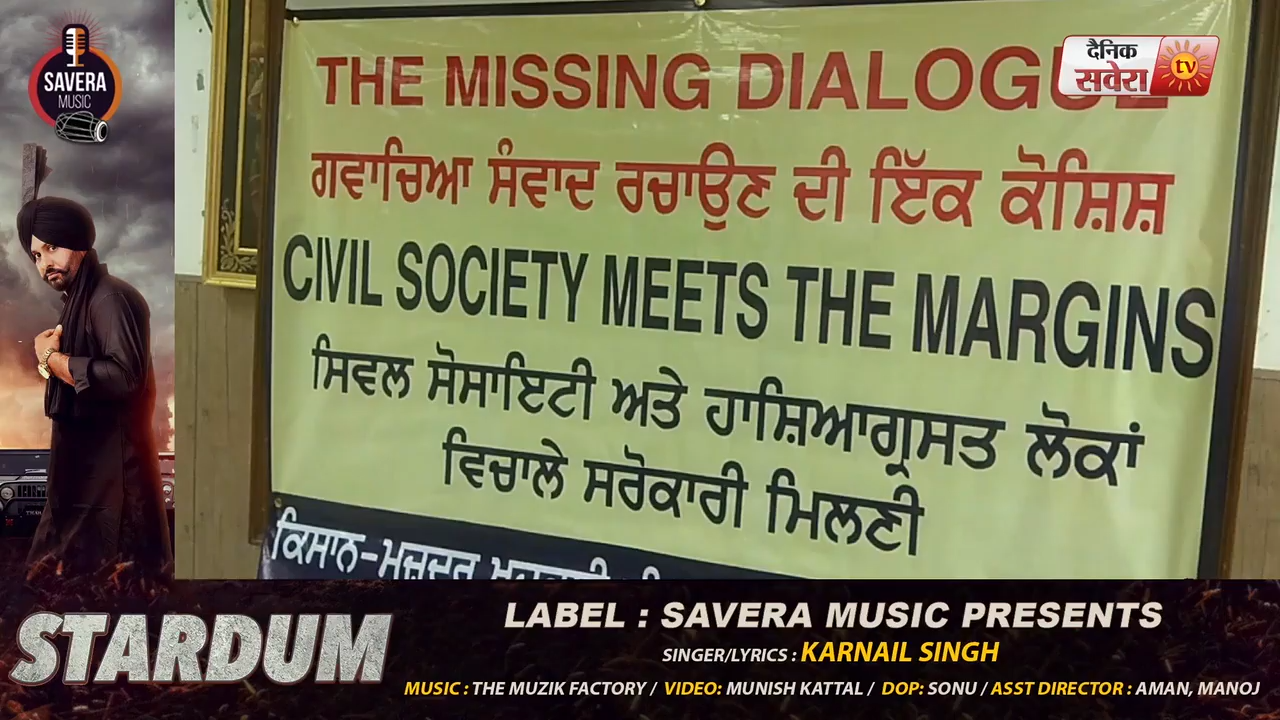 SAVERA
MUSIC
दैनिक
ਸਵੇਰਾ tv
THE MISSING DIALOGUE
ਗਵਾਚਿਆ ਸੰਵਾਦ ਰਚਾਉਣ ਦੀ ਇੱਕ ਕੋਸ਼ਿਸ਼
CIVIL SOCIETY MEETS THE MARGINS
ਸਿਵਲ ਸੋਸਾਇਟੀ ਅਤੇ ਹਾਸ਼ਿਆਗ੍ਰਸਤ ਲੋਕਾਂ
ਵਿਚਾਲੇ ਸਰੋਕਾਰੀ ਮਿਲਣੀ
ਕਿਸਾਨ-ਮਜ਼ਦੂਰ
STARDUM
LABEL : SAVERA MUSIC PRESENTS
SINGER/LYRICS : KARNAIL SINGH
MUSIC : THE MUZIK FACTORY / VIDEO: MUNISH KATTAL / DOP: SONU / ASST DIRECTOR : AMAN, MANOJ